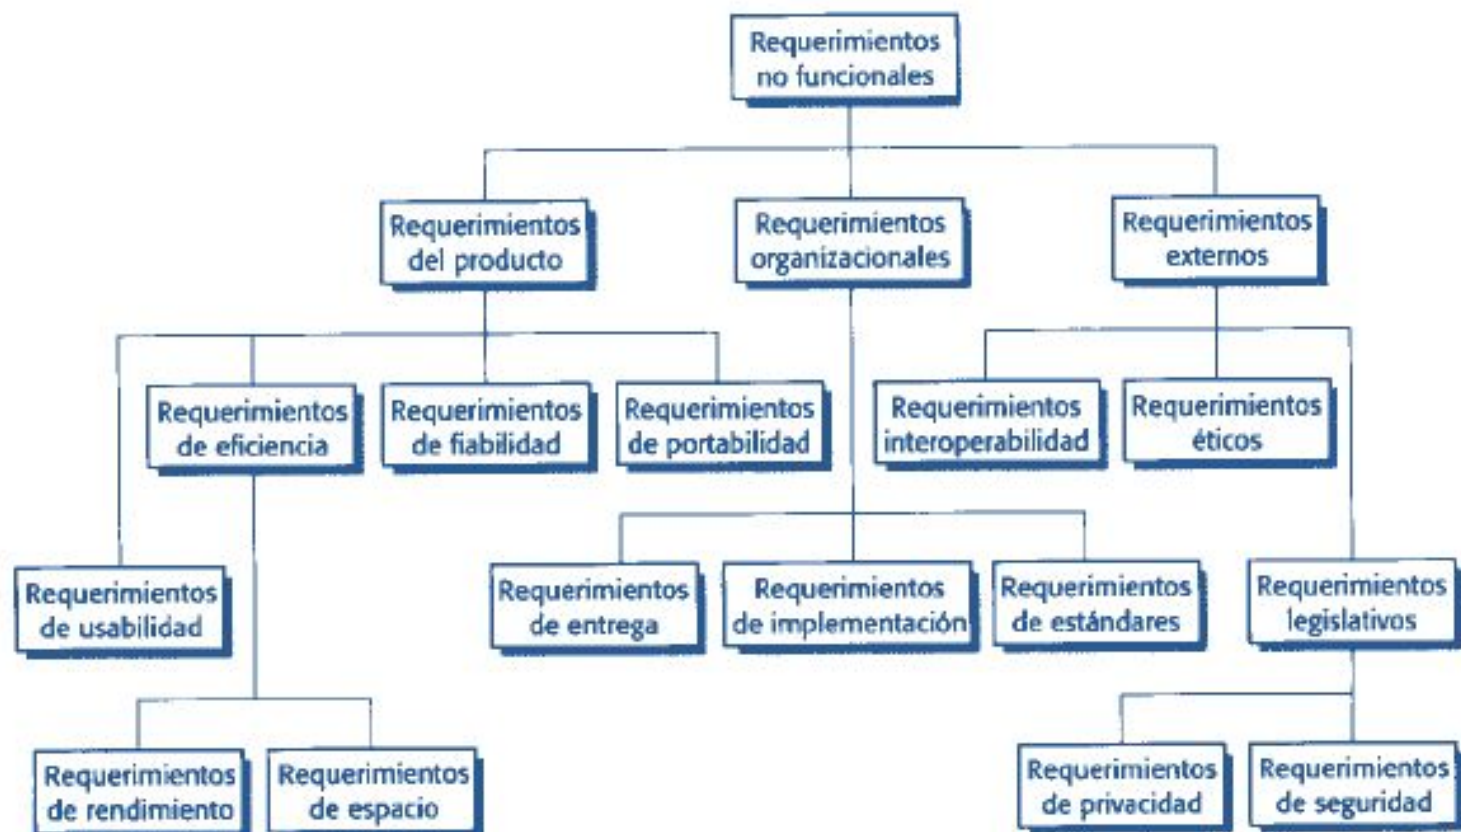 Requerimientos
no funcionales
Requerimientos
del producto
Requerimientos
organizacionales
Requerimientos
externos
Requerimientos
de eficiencia
Requerimientos
de fiabilidad
Requerimientos
de portabilidad
Requerimientos
interoperabilidad
Requerimientos
éticos
Requerimientos
de usabilidad
Requerimientos
de entrega
Requerimientos
de implementación
Requerimientos
de estándares
Requerimientos
legislativos
Requerimientos
de rendimiento
Requerimientos
de espacio
Requerimientos
de privacidad
Requerimientos
de seguridad